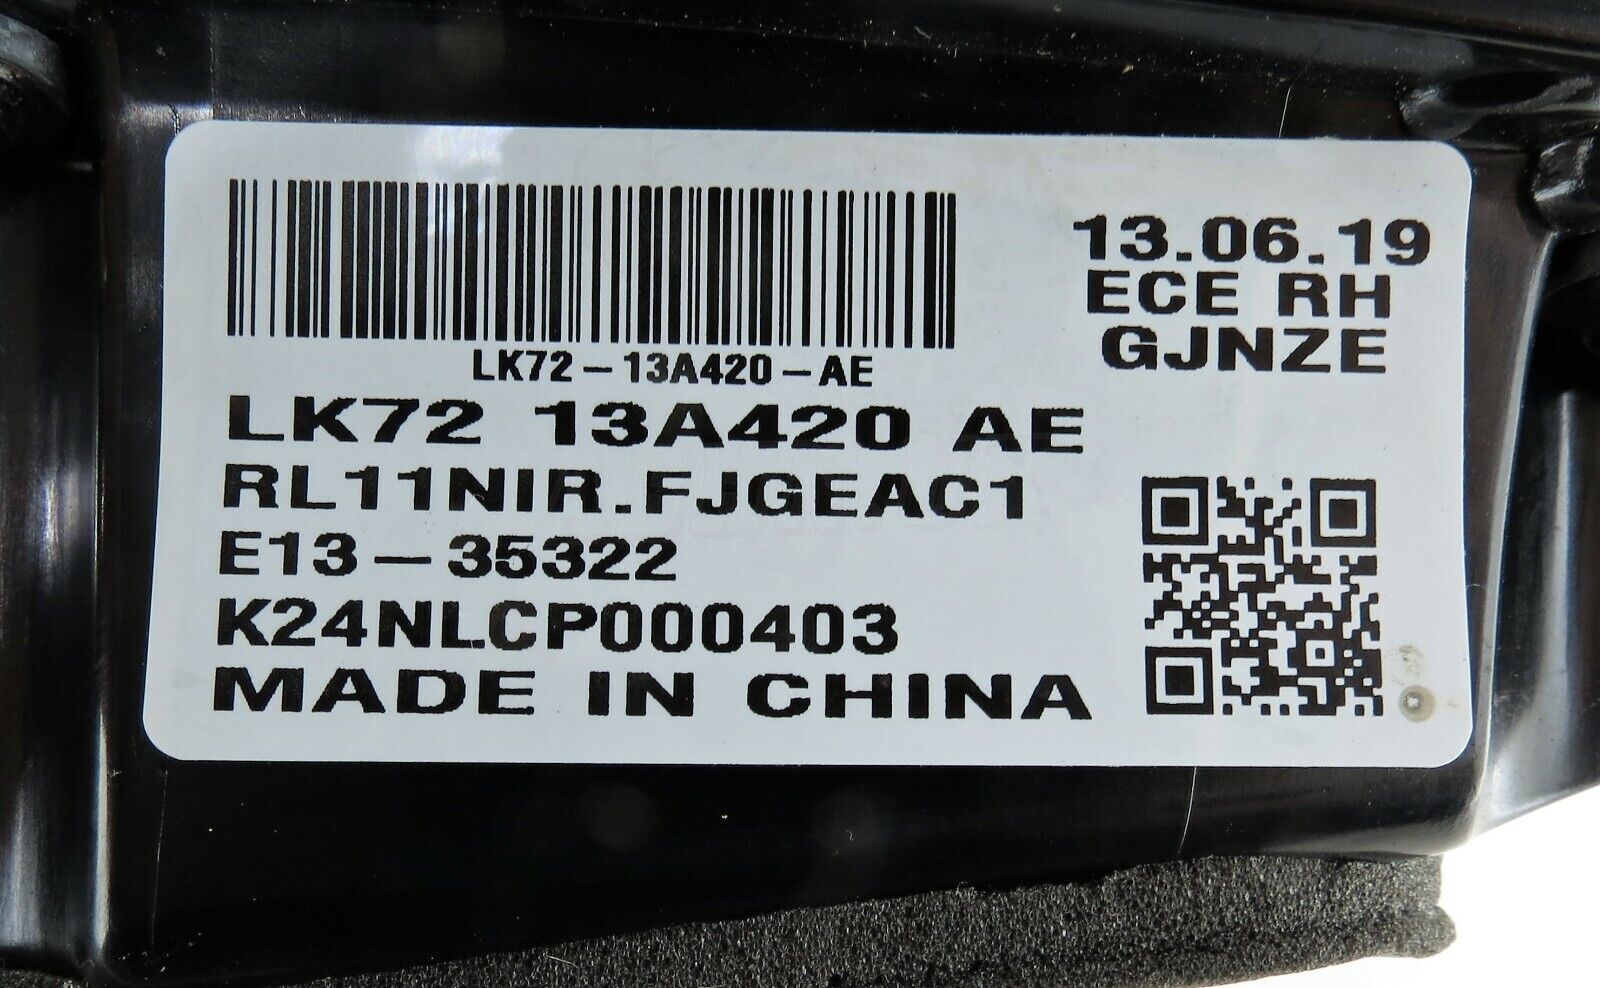 13.06.19
ECE RH
GJNZE
LK72-13A420-AE
LK72 13A420 AE
RL11NIR.FJGEAC1
E13-35322
K24NLCP000403
MADE IN CHINA